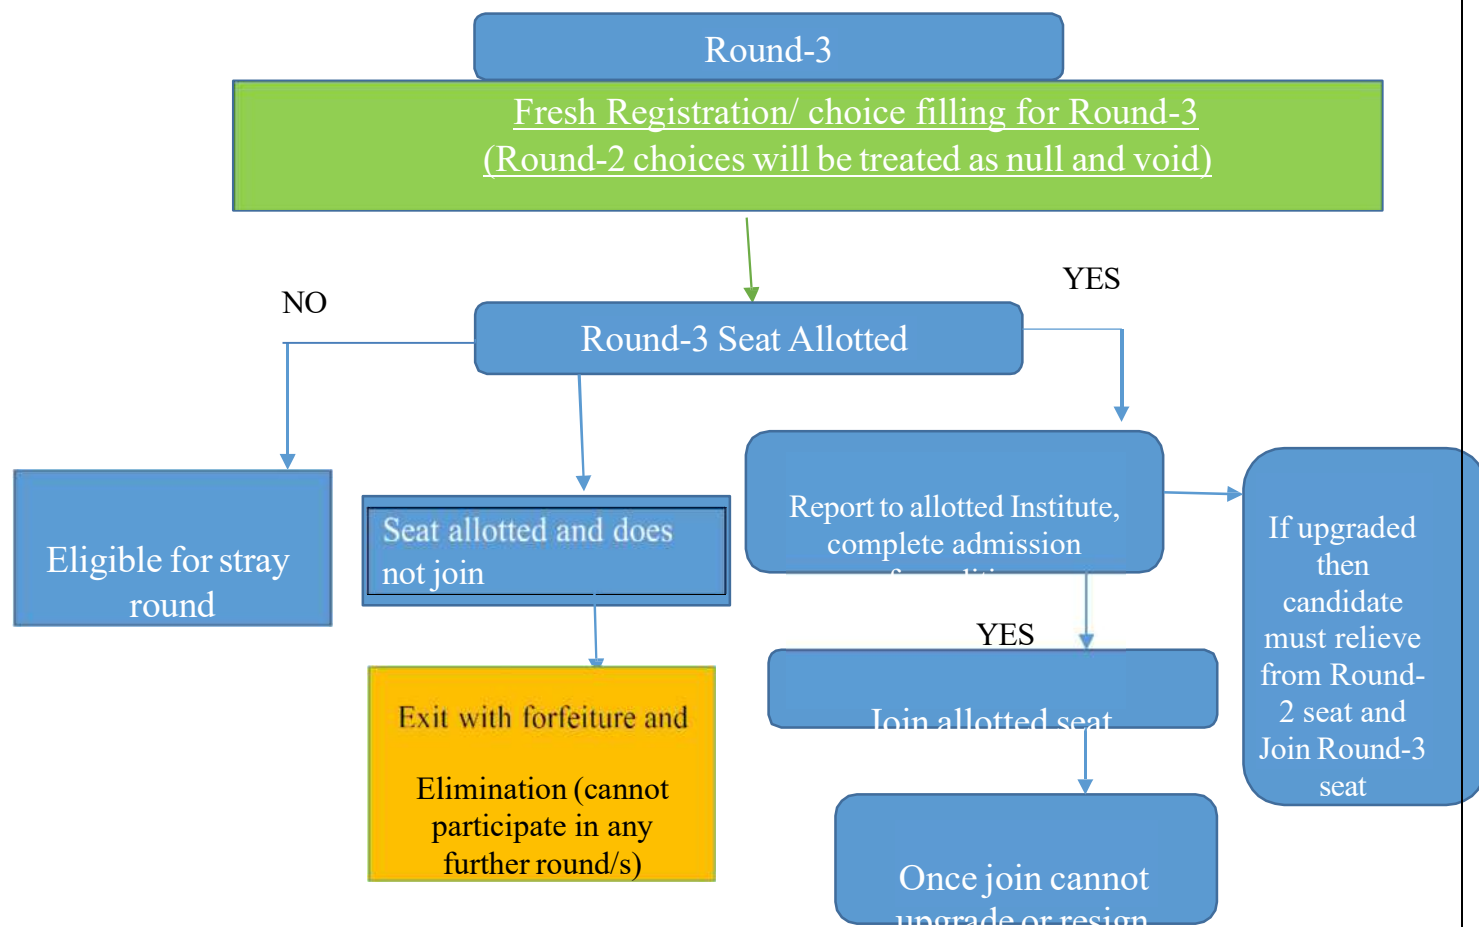 Round-3
Fresh Registration/ choice filling for Round-3
(Round-2 choices will be treated as null and void)
NO
YES
Round-3 Seat Allotted
Eligible for stray
round
Seat allotted and does
not join
Exit with forfeiture and
Elimination (cannot
participate in any
further round/s)
Report to allotted Institute,
complete admission
YES
Join allotted seat
Once join cannot
upgrade or resign
If upgraded
then
candidate
must relieve
from Round-
2 seat and
Join Round-3
seat